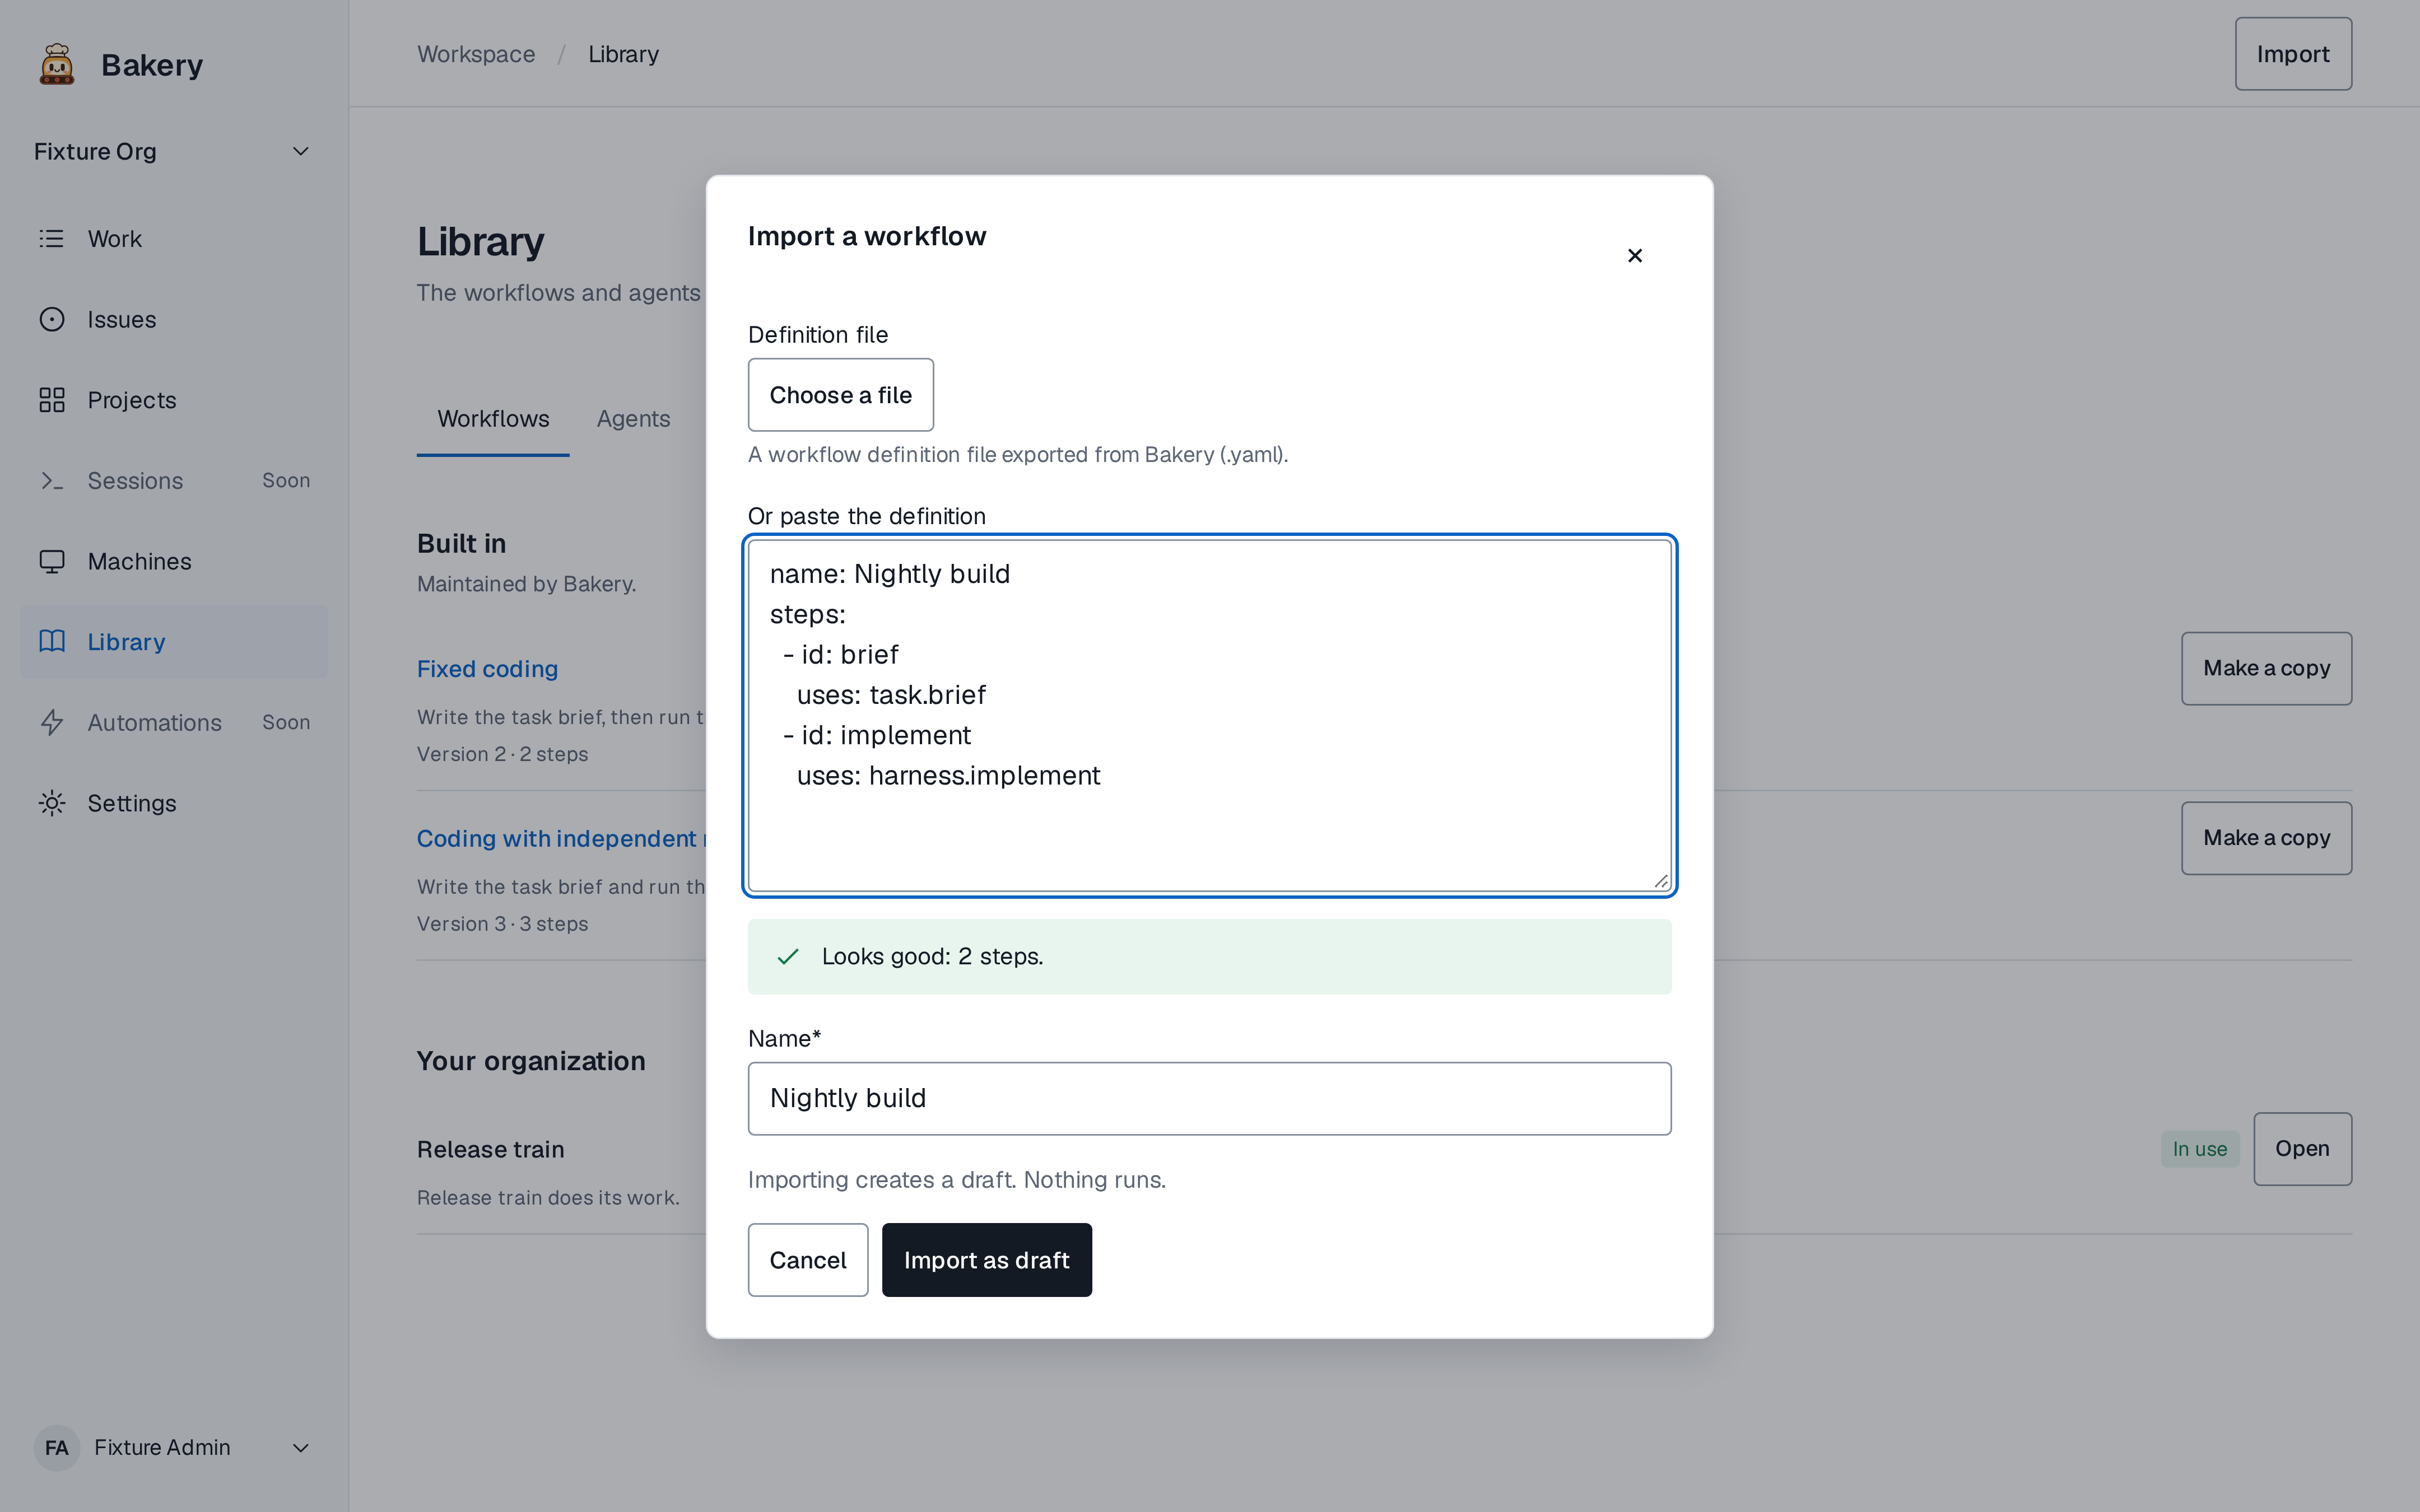 Bakery
Fixture Org
Work
Issues
Projects
Sessions Soon
Machines
Library
Automations Soon
Settings
FA Fixture Admin
Workspace / Library
Import
Library
The workflows and agents
Workflows Agents
Built in
Maintained by Bakery.
Fixed coding
Write the task brief, then run
Version 2 · 2 steps
Make a copy
Coding with independent
Write the task brief and run
Version 3 · 3 steps
Make a copy
Your organization
Release train
Release train does its work.
In use
Open
Import a workflow
Definition file
Choose a file
A workflow definition file exported from Bakery (.yaml).
Or paste the definition
name: Nightly build
steps:
- id: brief
uses: task.brief
- id: implement
uses: harness.implement
Looks good: 2 steps.
Name*
Nightly build
Importing creates a draft. Nothing runs.
Cancel
Import as draft